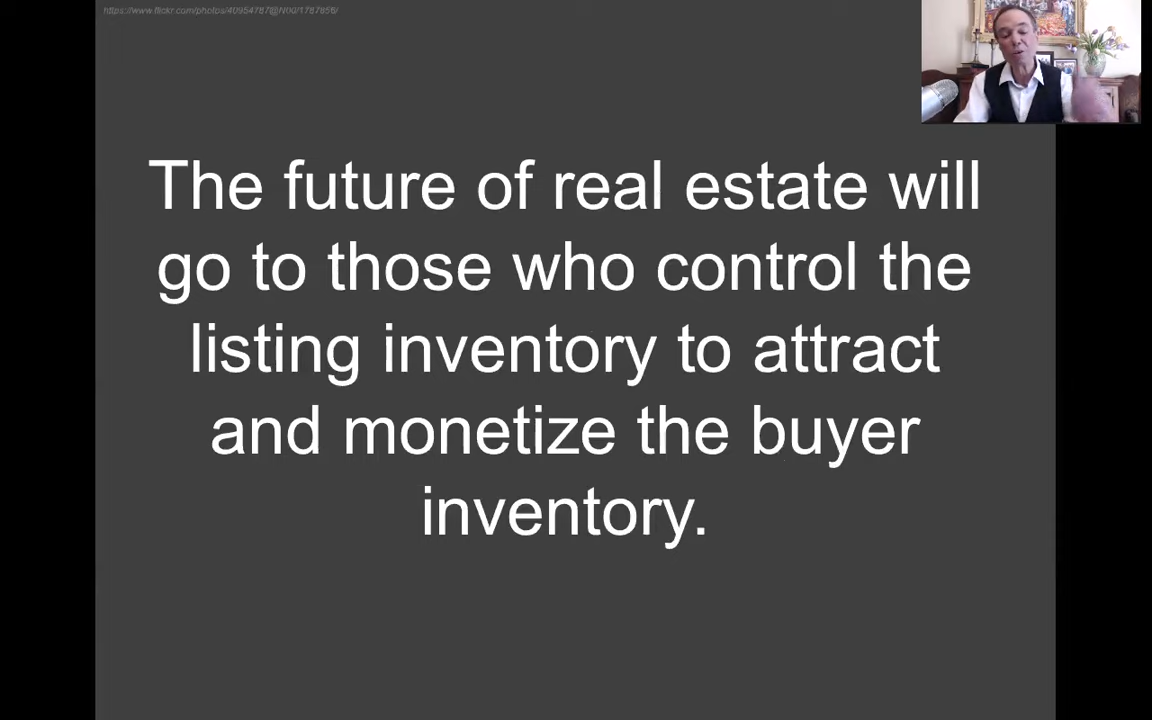 The future of real estate will
go to those who control the
listing inventory to attract
and monetize the buyer
inventory.